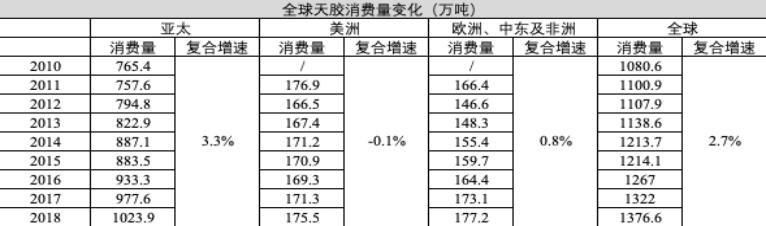 全球天胶消费量变化（万吨）
亚太 美洲 欧洲、中东及非洲 全球
消费量 复合增速 消费量 复合增速 消费量 复合增速 消费量 复合增速
2010 765.4 / / 1080.6
2011 757.6 176.9 166.4 1100.9
2012 794.8 166.5 146.6 1107.9
2013 822.9 167.4 148.3 1138.6
2014 887.1 3.3% 171.2 -0.1% 155.4 0.8% 1213.7 2.7%
2015 883.5 170.9 159.7 1214.1
2016 933.3 169.3 164.4 1267
2017 977.6 171.3 173.1 1322
2018 1023.9 175.5 177.2 1376.6